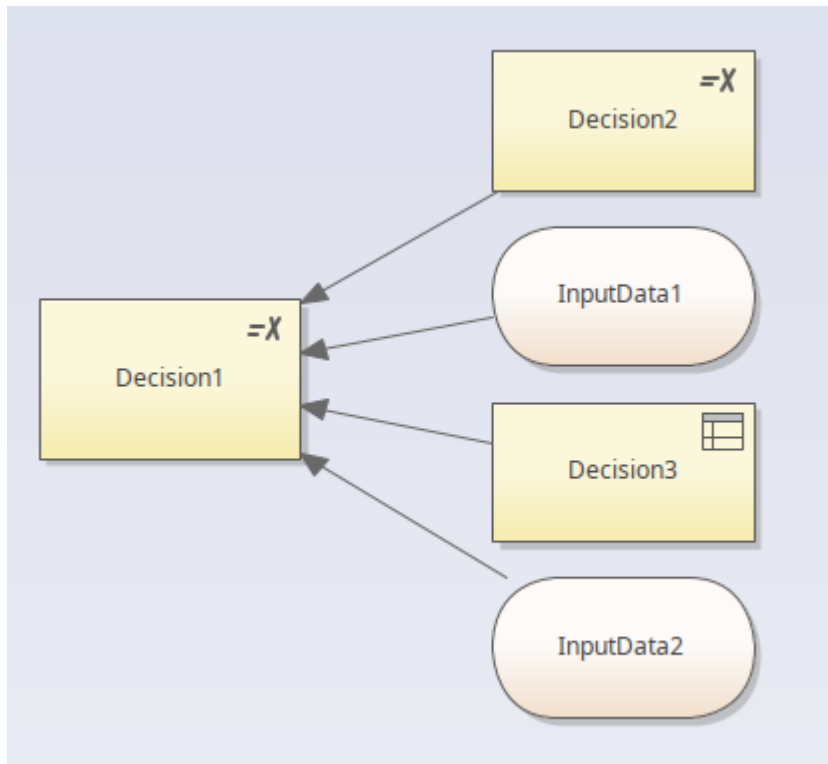 =X
Decision2
InputData1
=X
Decision1
Decision3
InputData2